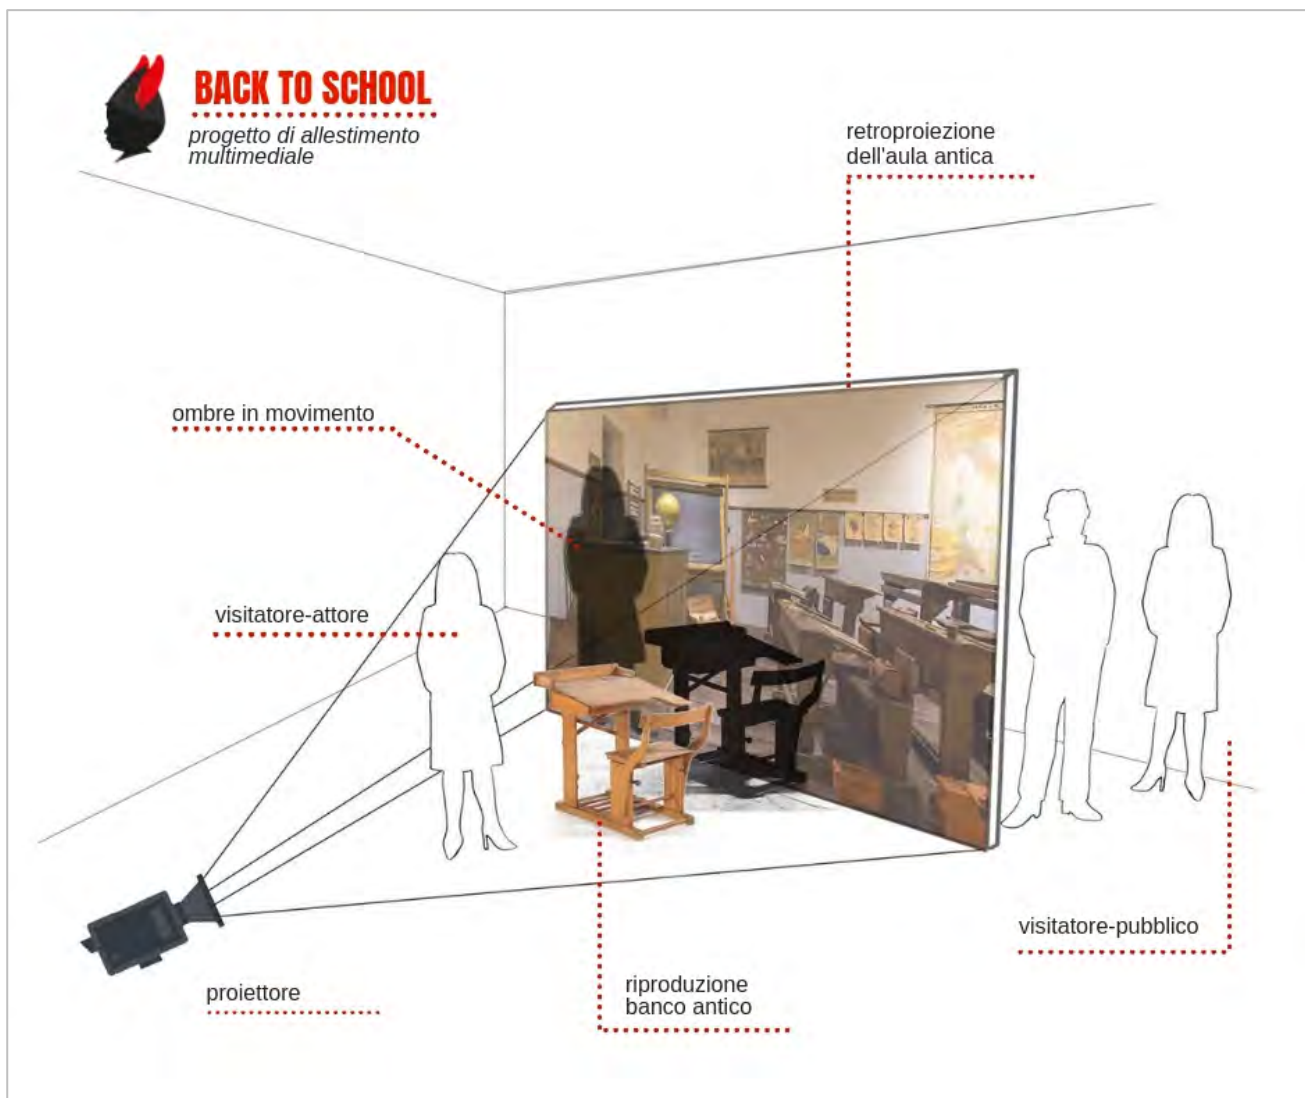 BACK TO SCHOOL
progetto di allestimento
multimediale
retroproiezione
dell'aula antica
ombre in movimento
visitatore-attore
visitatore-pubblico
proiettore
riproduzione
banco antico